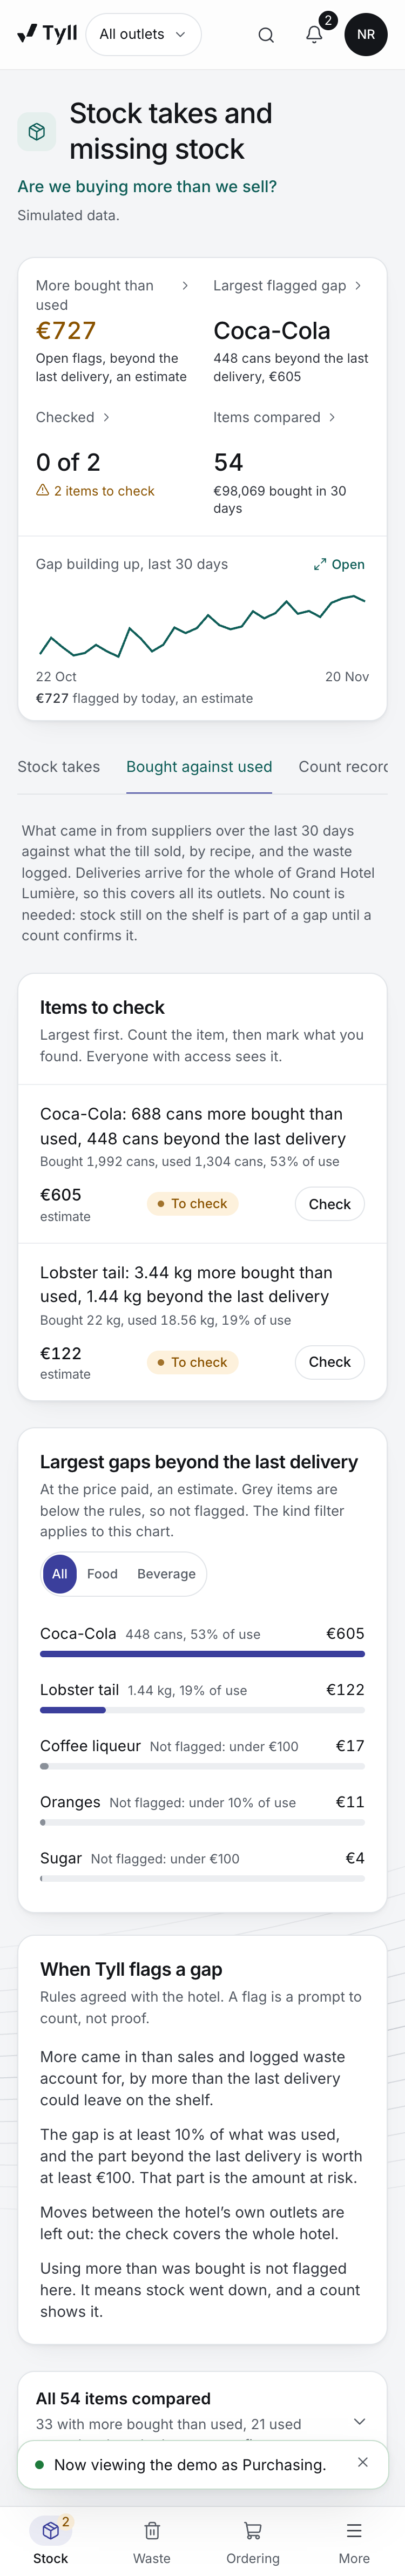 Tyll
All outlets
2
NR
Stock takes and
missing stock
Are we buying more than we sell?
Simulated data.
More bought than
used
€727
Open flags, beyond the
last delivery, an estimate
Largest flagged gap
Coca-Cola
448 cans beyond the last
delivery, €605
Checked
0 of 2
2 items to check
Items compared
54
€98,069 bought in 30
days
Gap building up, last 30 days
Open
22 Oct
20 Nov
€727 flagged by today, an estimate
Stock takes
Bought against used
Count record
What came in from suppliers over the last 30 days
against what the till sold, by recipe, and the waste
logged. Deliveries arrive for the whole of Grand Hotel
Lumière, so this covers all its outlets. No count is
needed: stock still on the shelf is part of a gap until a
count confirms it.
Items to check
Largest first. Count the item, then mark what you
found. Everyone with access sees it.
Coca-Cola: 688 cans more bought than
used, 448 cans beyond the last delivery
Bought 1,992 cans, used 1,304 cans, 53% of use
€605
estimate
To check
Check
Lobster tail: 3.44 kg more bought than
used, 1.44 kg beyond the last delivery
Bought 22 kg, used 18.56 kg, 19% of use
€122
estimate
To check
Check
Largest gaps beyond the last delivery
At the price paid, an estimate. Grey items are
below the rules, so not flagged. The kind filter
applies to this chart.
All
Food
Beverage
Coca-Cola 448 cans, 53% of use €605
Lobster tail 1.44 kg, 19% of use €122
Coffee liqueur Not flagged: under €100 €17
Oranges Not flagged: under 10% of use €11
Sugar Not flagged: under €100 €4
When Tyll flags a gap
Rules agreed with the hotel. A flag is a prompt to
count, not proof.
More came in than sales and logged waste
account for, by more than the last delivery
could leave on the shelf.
The gap is at least 10% of what was used,
and the part beyond the last delivery is worth
at least €100. That part is the amount at risk.
Moves between the hotel's own outlets are
left out: the check covers the whole hotel.
Using more than was bought is not flagged
here. It means stock went down, and a count
shows it.
All 54 items compared
33 with more bought than used, 21 used
Now viewing the demo as Purchasing.
2
Stock
Waste
Ordering
More